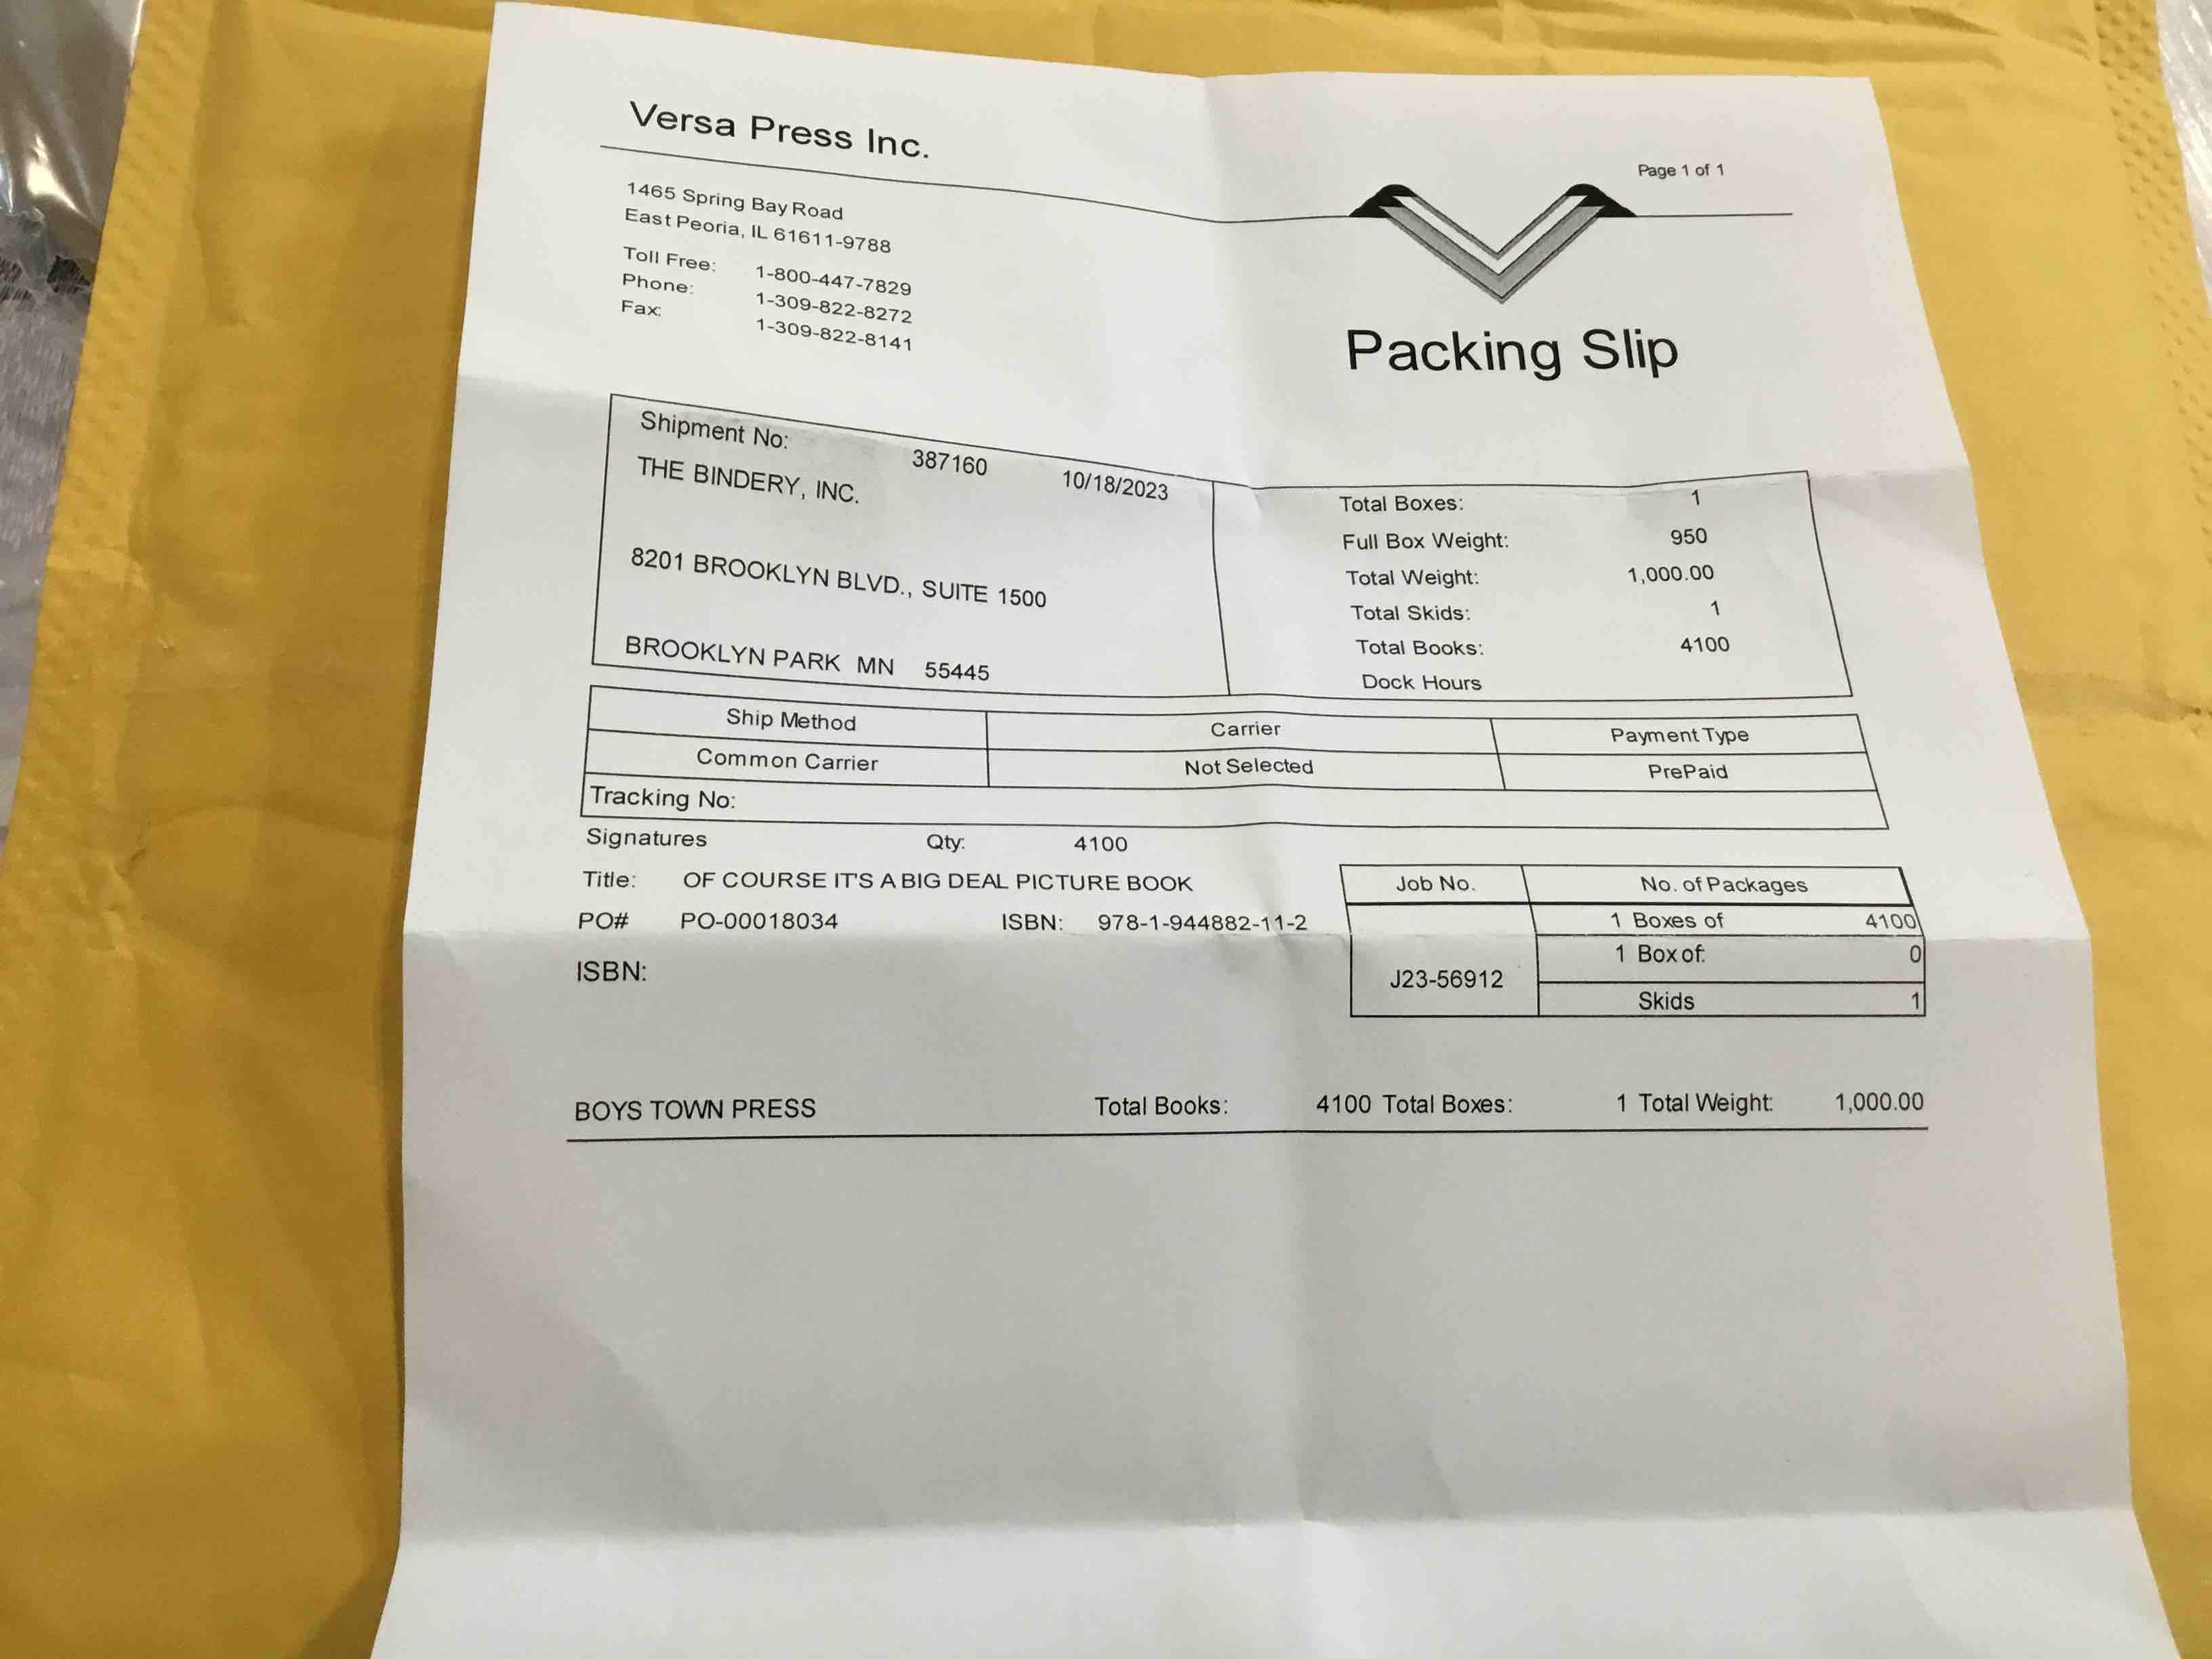 Versa Press Inc.
Page 1 of 1
1465 Spring Bay Road
East Peoria, IL 61611-9788
Toll Free: 1-800-447-7829
Phone: 1-309-822-8272
Fax: 1-309-822-8141
Packing Slip
Shipment No: 387160 10/18/2023
THE BINDERY, INC.
8201 BROOKLYN BLVD., SUITE 1500
BROOKLYN PARK MN 55445
Total Boxes: 1
Full Box Weight: 950
Total Weight: 1,000.00
Total Skids: 1
Total Books: 4100
Dock Hours
Ship Method Carrier Payment Type
Common Carrier Not Selected PrePaid
Tracking No:
Signatures Qty: 4100
Title: OF COURSE IT'S A BIG DEAL PICTURE BOOK
PO# PO-00018034 ISBN: 978-1-944882-11-2
ISBN:
Job No. No. of Packages
1 Boxes of 4100
1 Box of: 0
J23-56912
Skids 1
BOYS TOWN PRESS Total Books: 4100 Total Boxes: 1 Total Weight: 1,000.00